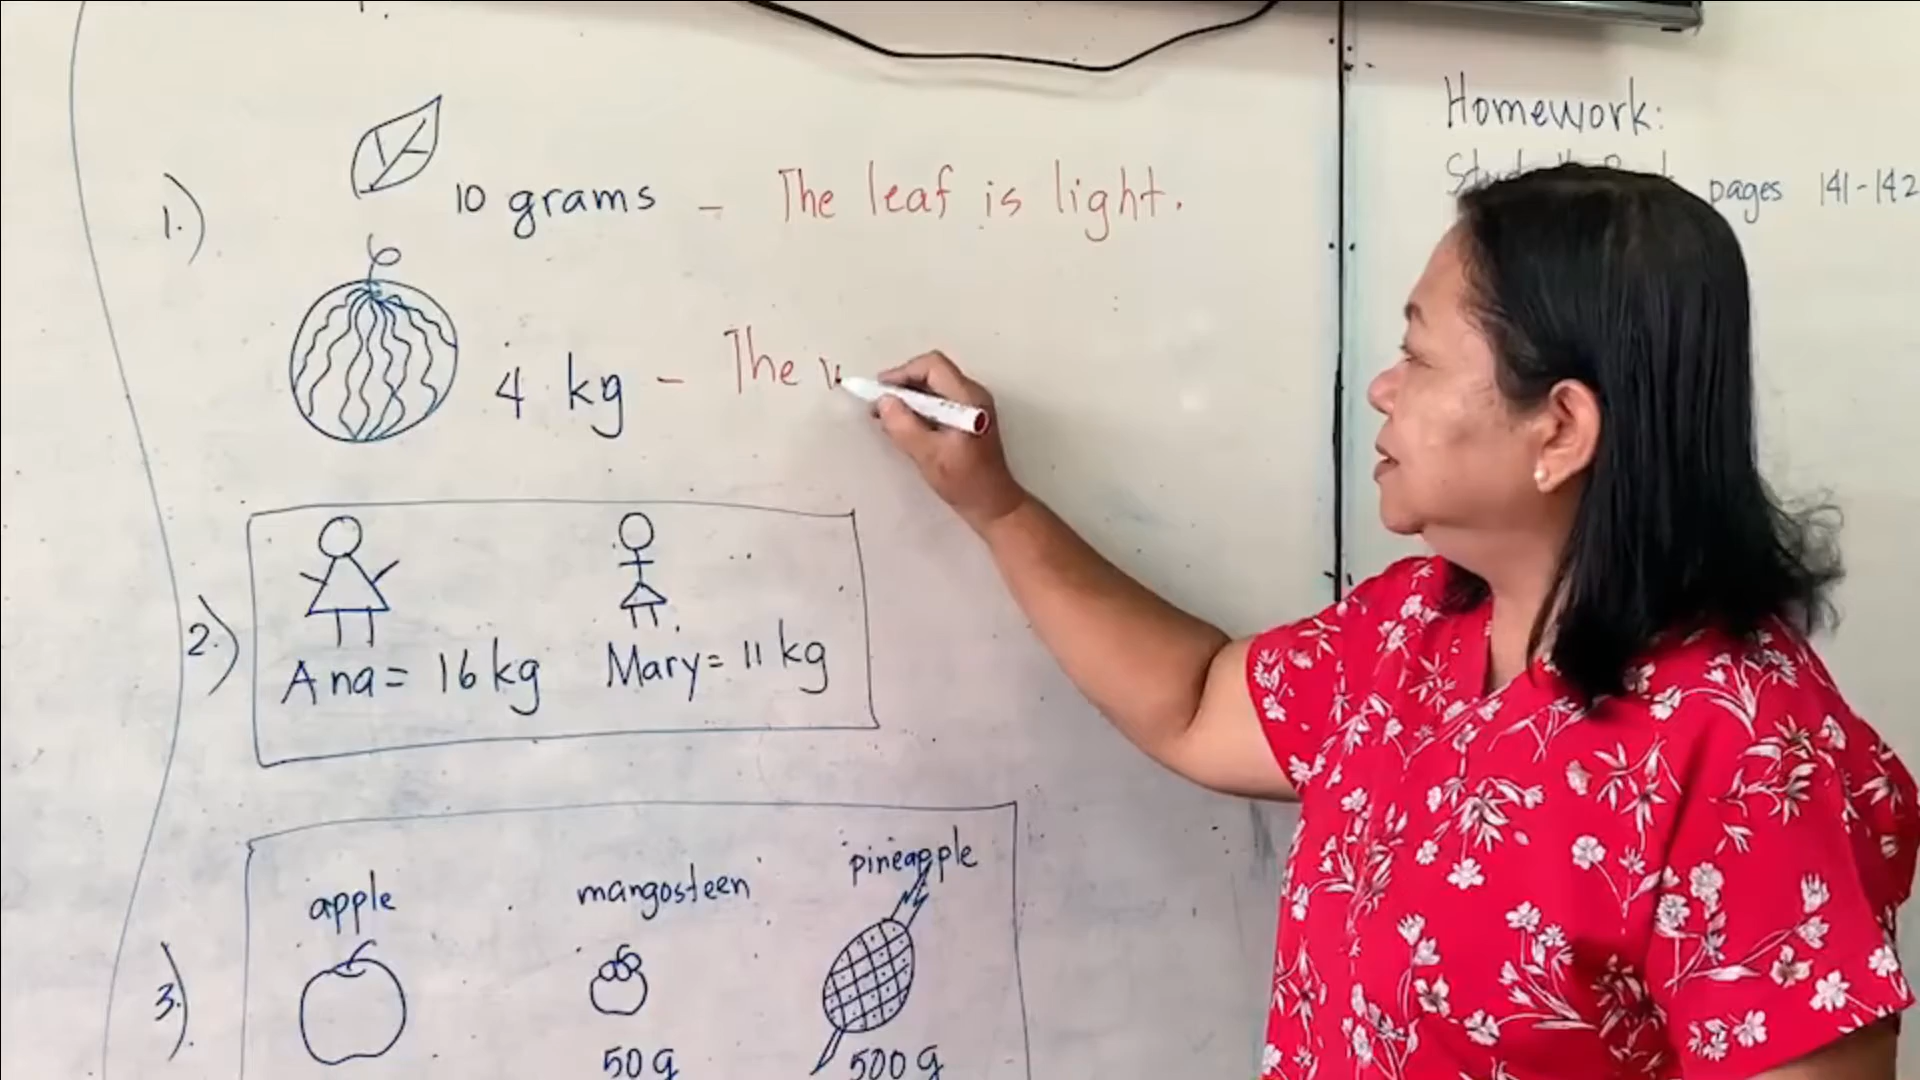 1.) 10 grams - The leaf is light.
4 kg - The
2.) Ana = 16 kg Mary = 11 kg
3.) apple mangosteen pineapple
50 g 500 g
Homework:
pages 141-142